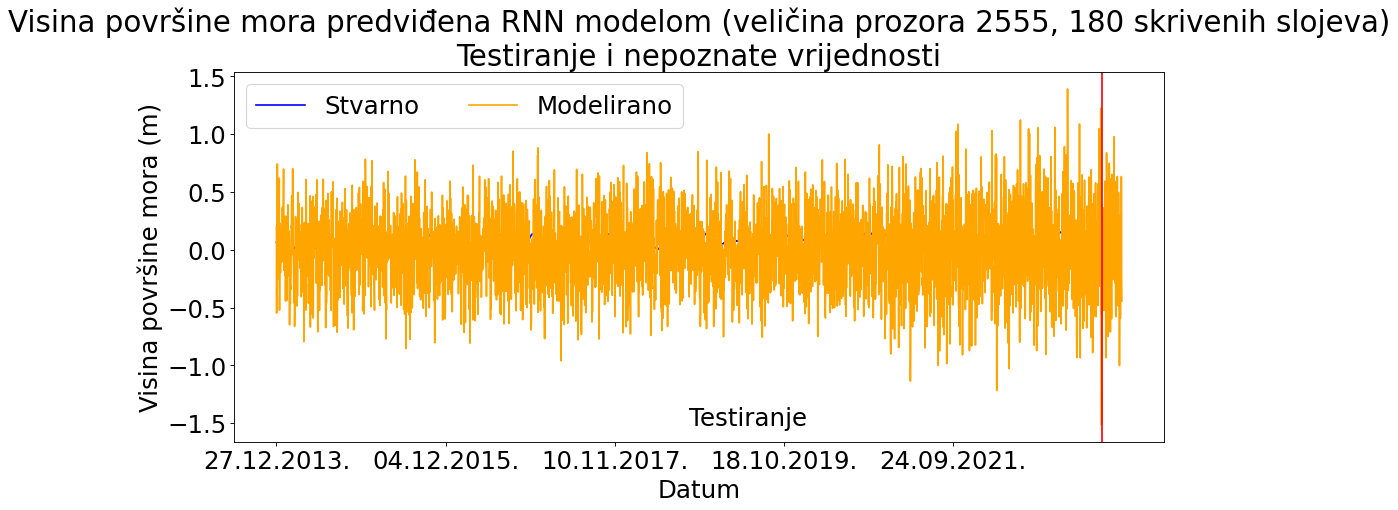 Visina površine mora predviđena RNN modelom (veličina prozora 2555, 180 skrivenih slojeva)
Testiranje i nepoznate vrijednosti
Stvarno
Modelirano
Visina površine mora (m)
1.5
1.0
0.5
0.0
−0.5
−1.0
−1.5
Testiranje
27.12.2013.
04.12.2015.
10.11.2017.
18.10.2019.
24.09.2021.
Datum